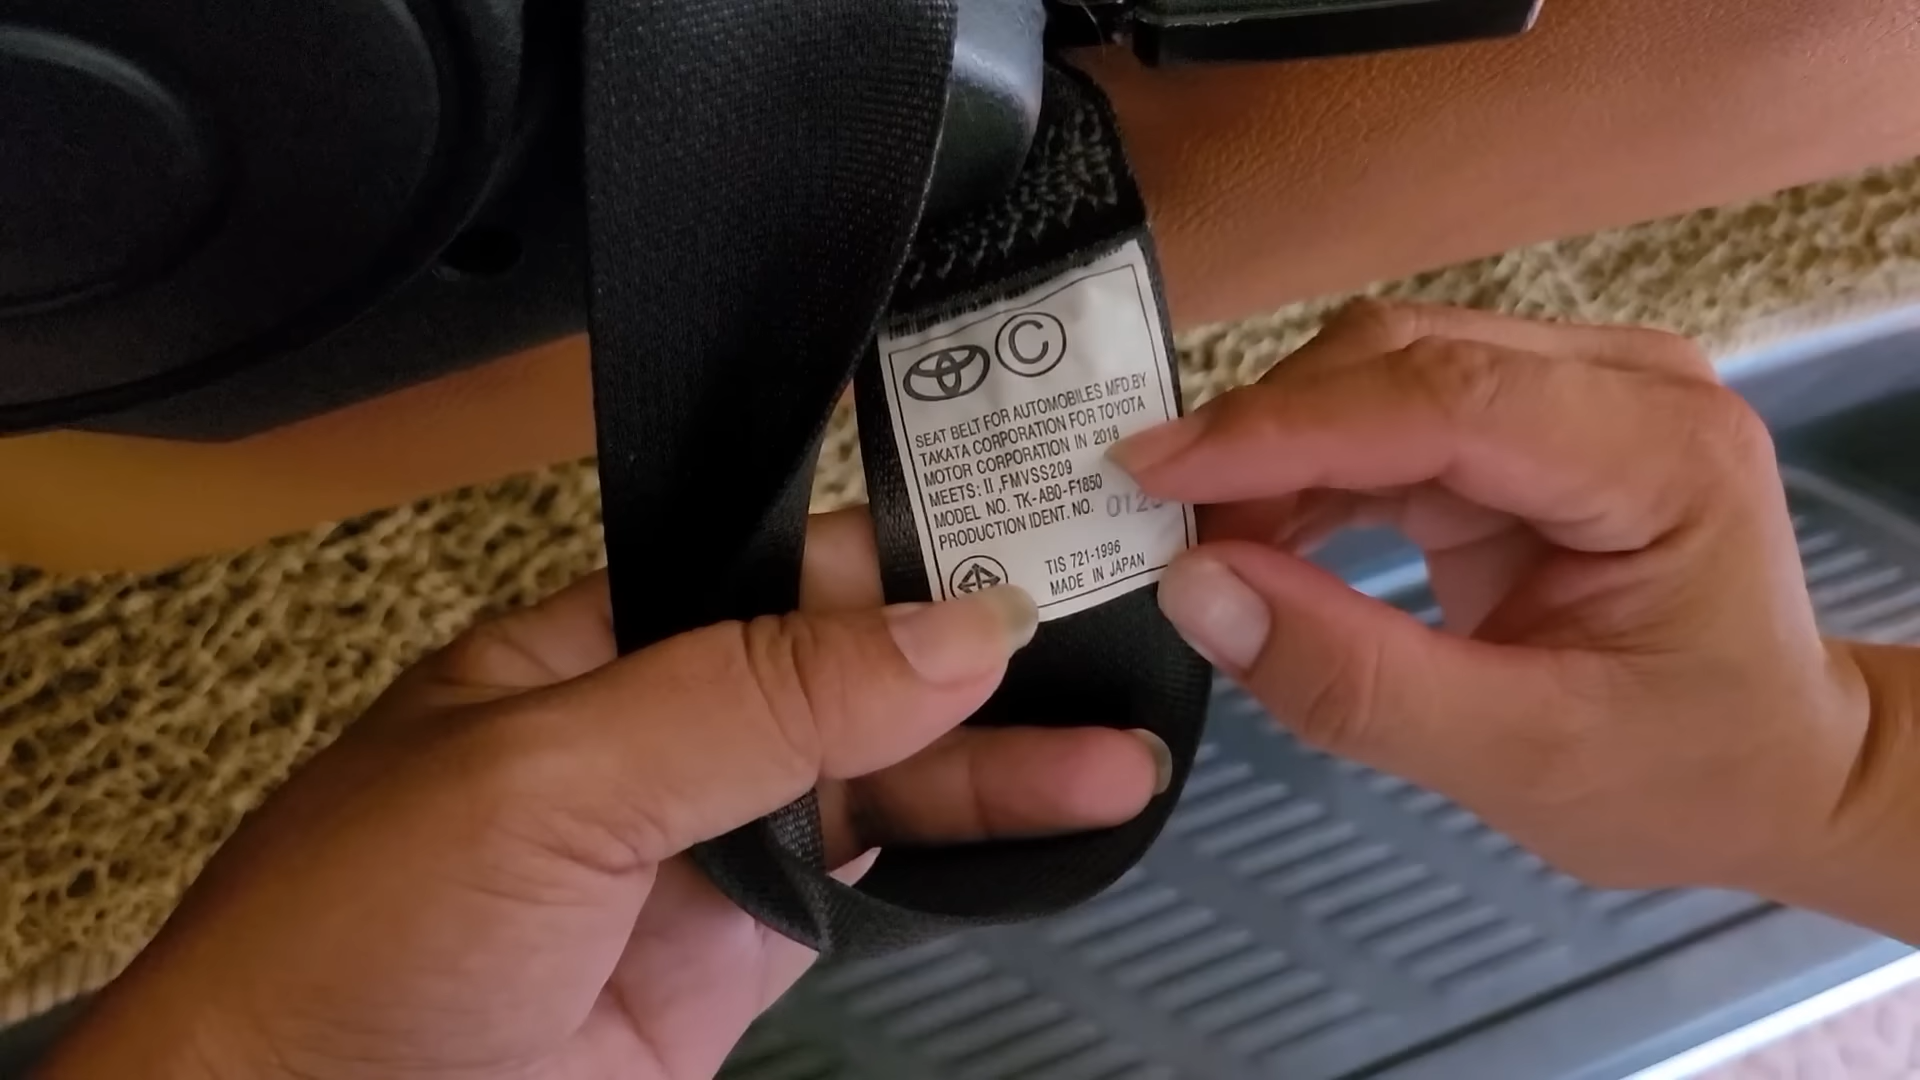 ©
SEAT BELT FOR AUTOMOBILES MFD.BY
TAKATA CORPORATION FOR TOYOTA
MOTOR CORPORATION IN 2018
MEETS: II ,FMVSS209
MODEL NO. TK-AB0-F1850
PRODUCTION IDENT. NO.
TIS 721-1996
MADE IN JAPAN